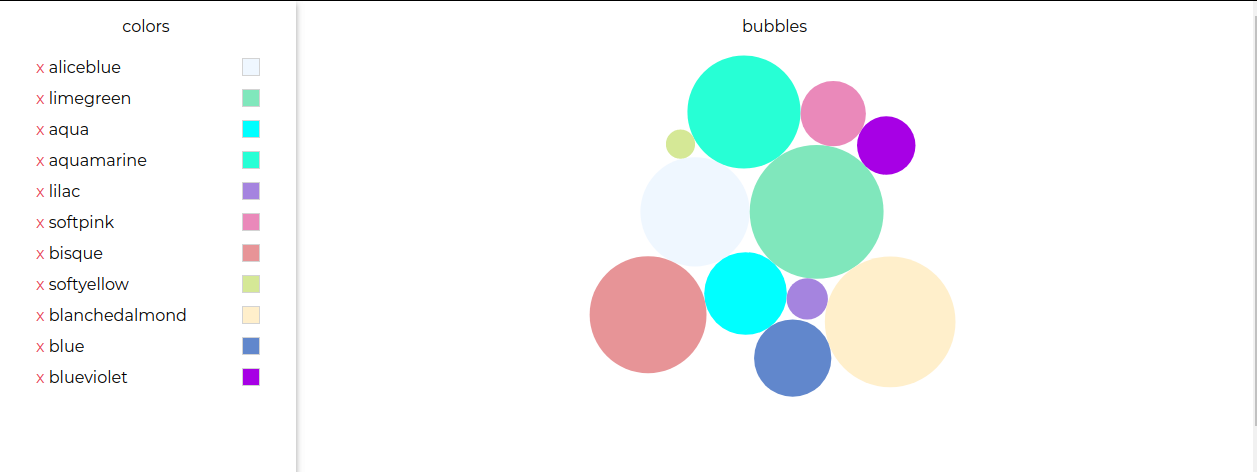 colors
x aliceblue
x limegreen
x aqua
x aquamarine
x lilac
x softpink
x bisque
x softyellow
x blanchedalmond
x blue
x blueviolet
bubbles